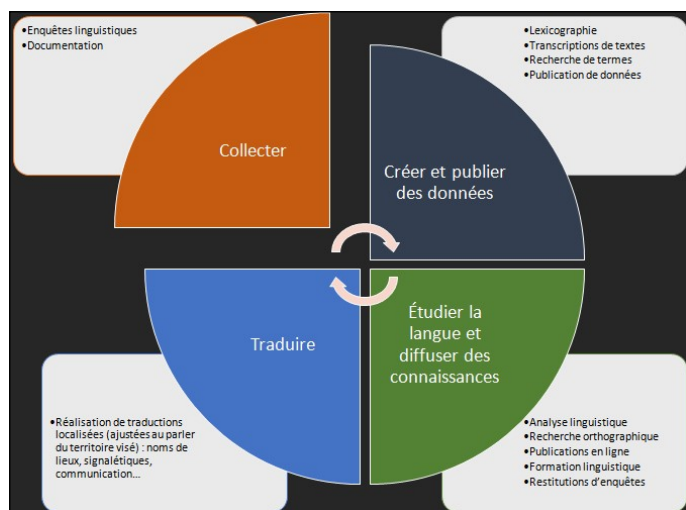 •Enquêtes linguistiques
•Documentation
Collecter
•Lexicographie
•Transcriptions de textes
•Recherche de termes
•Publication de données
Créer et publier
des données
Traduire
•Réalisation de traductions
localisées (ajustées au parler
du territoire visé) : noms de
lieux, signalétiques,
communication...
Étudier la
langue et
diffuser des
connaissances
•Analyse linguistique
•Recherche orthographique
•Publications en ligne
•Formation linguistique
•Restitutions d'enquêtes